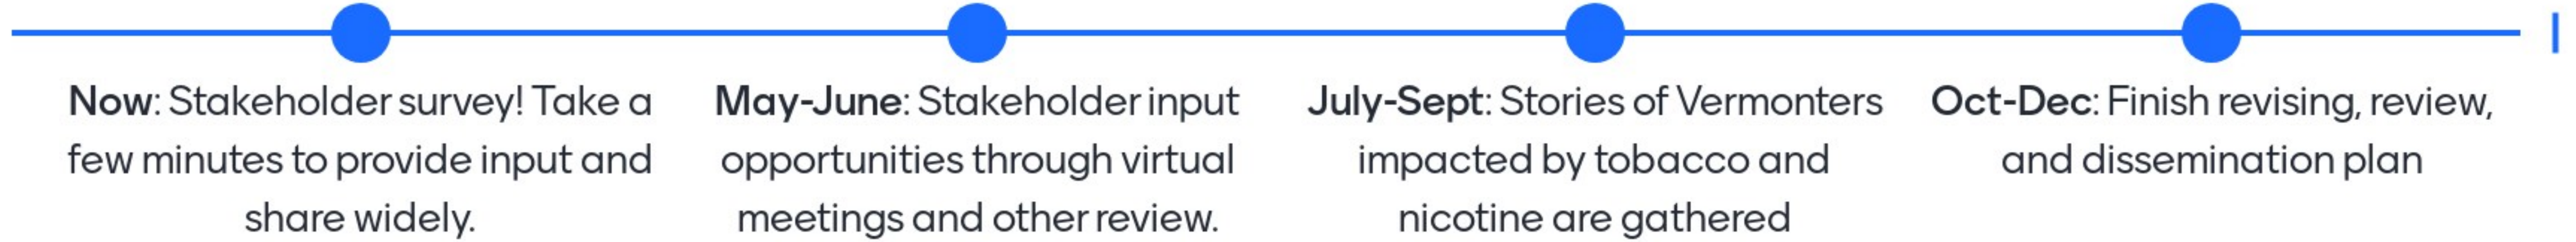 Now: Stakeholder survey! Take a
few minutes to provide input and
share widely.
May-June: Stakeholder input
opportunities through virtual
meetings and other review.
July-Sept: Stories of Vermonters
impacted by tobacco and
nicotine are gathered
Oct-Dec: Finish revising, review,
and dissemination plan